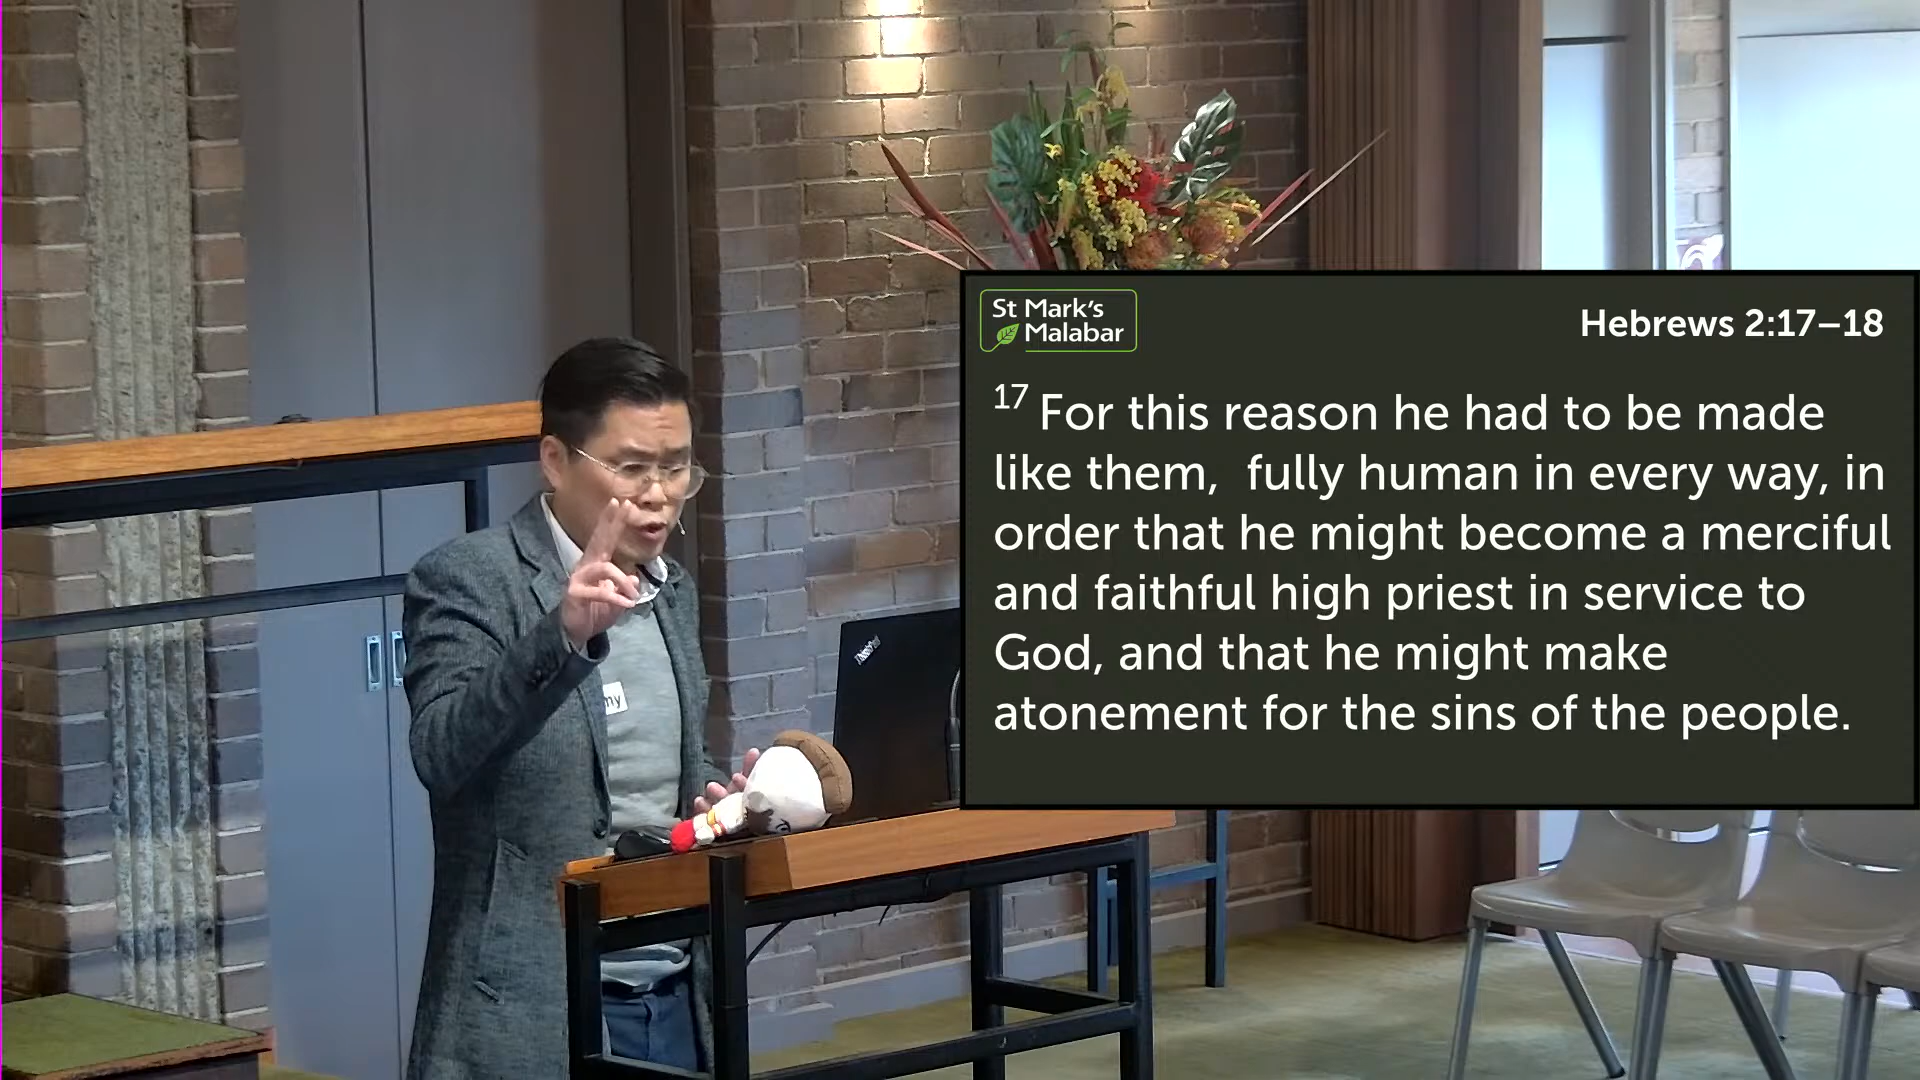 St Mark's
Malabar
Hebrews 2:17–18
17 For this reason he had to be made
like them,  fully human in every way, in
order that he might become a merciful
and faithful high priest in service to
God, and that he might make
atonement for the sins of the people.
ThinkPad
my